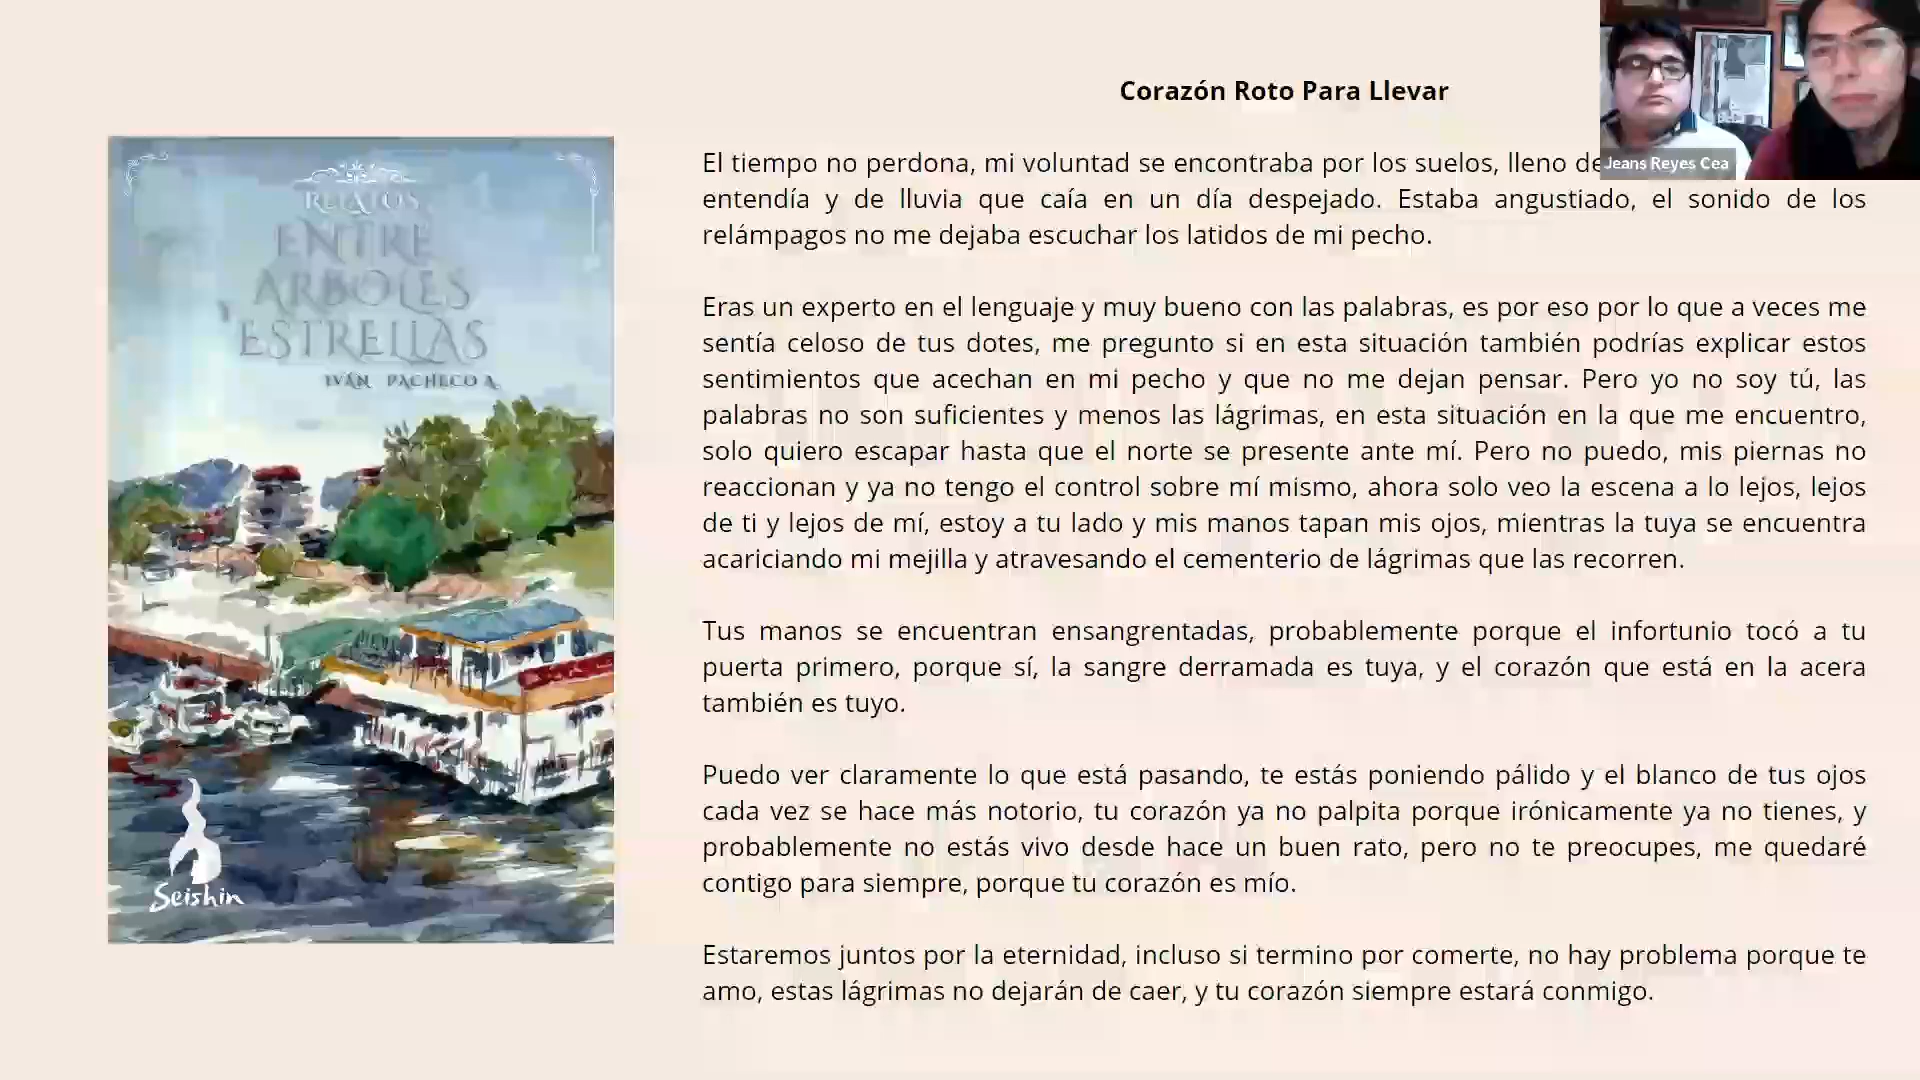 RELATOS
ENTRE
ÁRBOLES
Y
ESTRELLAS
IVÁN PACHECO A.
Seishin
Corazón Roto Para Llevar
El tiempo no perdona, mi voluntad se encontraba por los suelos, lleno de
entendía y de lluvia que caía en un día despejado. Estaba angustiado, el sonido de los
relámpagos no me dejaba escuchar los latidos de mi pecho.
Eras un experto en el lenguaje y muy bueno con las palabras, es por eso por lo que a veces me
sentía celoso de tus dotes, me pregunto si en esta situación también podrías explicar estos
sentimientos que acechan en mi pecho y que no me dejan pensar. Pero yo no soy tú, las
palabras no son suficientes y menos las lágrimas, en esta situación en la que me encuentro,
solo quiero escapar hasta que el norte se presente ante mí. Pero no puedo, mis piernas no
reaccionan y ya no tengo el control sobre mí mismo, ahora solo veo la escena a lo lejos, lejos
de ti y lejos de mí, estoy a tu lado y mis manos tapan mis ojos, mientras la tuya se encuentra
acariciando mi mejilla y atravesando el cementerio de lágrimas que las recorren.
Tus manos se encuentran ensangrentadas, probablemente porque el infortunio tocó a tu
puerta primero, porque sí, la sangre derramada es tuya, y el corazón que está en la acera
también es tuyo.
Puedo ver claramente lo que está pasando, te estás poniendo pálido y el blanco de tus ojos
cada vez se hace más notorio, tu corazón ya no palpita porque irónicamente ya no tienes, y
probablemente no estás vivo desde hace un buen rato, pero no te preocupes, me quedaré
contigo para siempre, porque tu corazón es mío.
Estaremos juntos por la eternidad, incluso si termino por comerte, no hay problema porque te
amo, estas lágrimas no dejarán de caer, y tu corazón siempre estará conmigo.
Jeans Reyes Cea